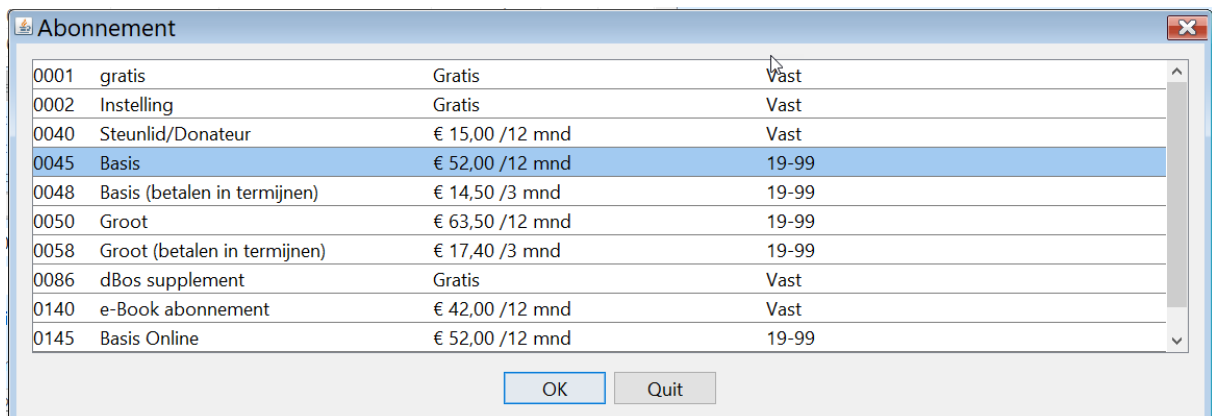 Abonnement
0001 gratis Gratis Vast
0002 Instelling Gratis Vast
0040 Steunlid/Donateur € 15,00 /12 mnd Vast
0045 Basis € 52,00 /12 mnd 19-99
0048 Basis (betalen in termijnen) € 14,50 /3 mnd 19-99
0050 Groot € 63,50 /12 mnd 19-99
0058 Groot (betalen in termijnen) € 17,40 /3 mnd 19-99
0086 dBos supplement Gratis Vast
0140 e-Book abonnement € 42,00 /12 mnd Vast
0145 Basis Online € 52,00 /12 mnd 19-99
OK Quit